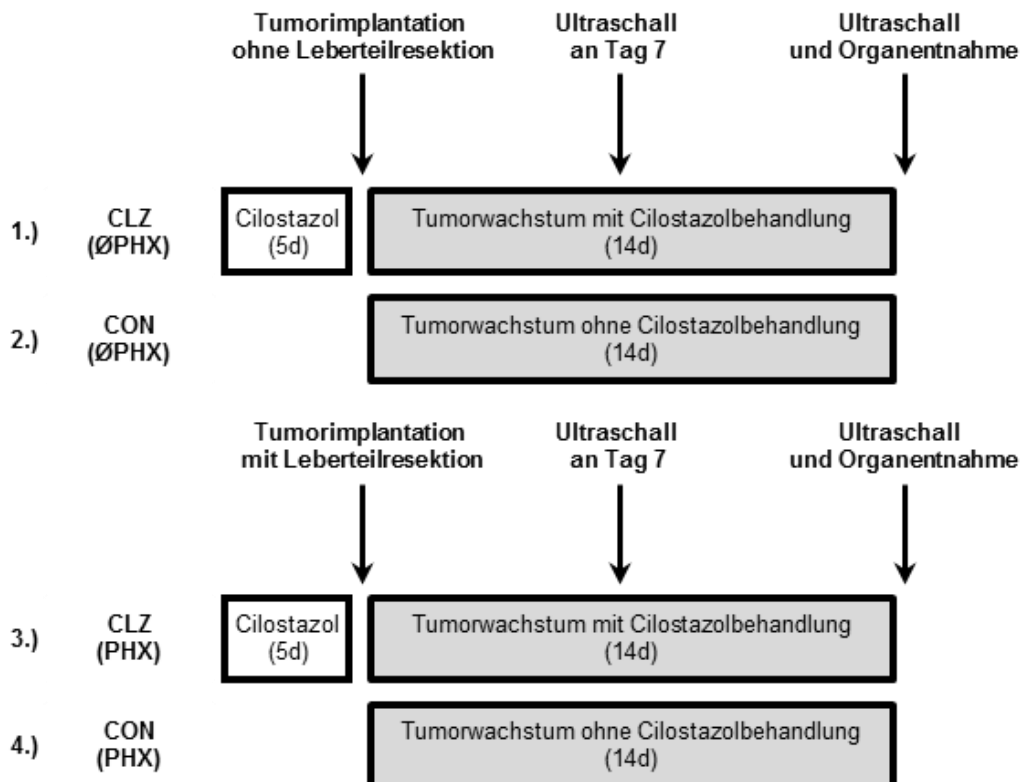 Tumorimplantation
ohne Leberteilresektion
Ultraschall
an Tag 7
Ultraschall
und Organentnahme
1.)
CLZ
(ØPHX)
Cilostazol
(5d)
Tumorwachstum mit Cilostazolbehandlung
(14d)
2.)
CON
(ØPHX)
Tumorwachstum ohne Cilostazolbehandlung
(14d)
Tumorimplantation
mit Leberteilresektion
Ultraschall
an Tag 7
Ultraschall
und Organentnahme
3.)
CLZ
(PHX)
Cilostazol
(5d)
Tumorwachstum mit Cilostazolbehandlung
(14d)
4.)
CON
(PHX)
Tumorwachstum ohne Cilostazolbehandlung
(14d)